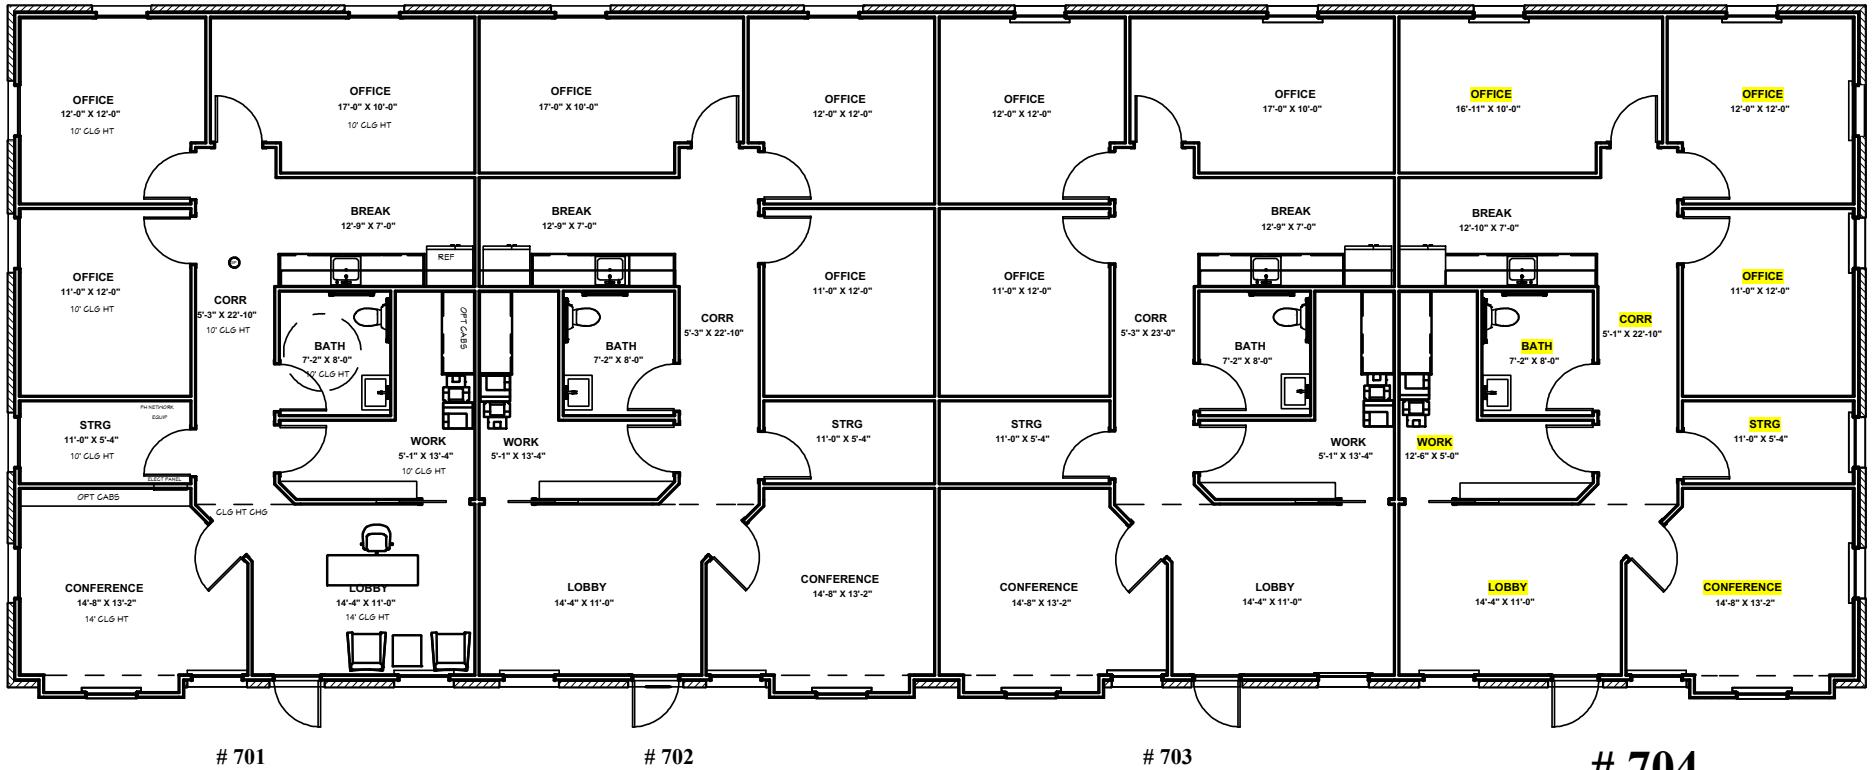 OFFICE
12'-0" X 12'-0"
10' CLG HT
OFFICE
17'-0" X 10'-0"
10' CLG HT
OFFICE
17'-0" X 10'-0"
OFFICE
12'-0" X 12'-0"
OFFICE
12'-0" X 12'-0"
OFFICE
17'-0" X 10'-0"
OFFICE
16'-11" X 10'-0"
OFFICE
12'-0" X 12'-0"
BREAK
12'-9" X 7'-0"
BREAK
12'-9" X 7'-0"
BREAK
12'-9" X 7'-0"
BREAK
12'-10" X 7'-0"
REF
OFFICE
11'-0" X 12'-0"
10' CLG HT
CORR
5'-3" X 22'-10"
10' CLG HT
OPT CABS
BATH
7'-2" X 8'-0"
10' CLG HT
BATH
7'-2" X 8'-0"
CORR
5'-3" X 22'-10"
OFFICE
11'-0" X 12'-0"
OFFICE
11'-0" X 12'-0"
CORR
5'-3" X 23'-0"
BATH
7'-2" X 8'-0"
BATH
7'-2" X 8'-0"
CORR
5'-1" X 22'-10"
OFFICE
11'-0" X 12'-0"
PH NETWORK
EQUIP
STRG
11'-0" X 5'-4"
10' CLG HT
ELECT PANEL
WORK
5'-1" X 13'-4"
10' CLG HT
WORK
5'-1" X 13'-4"
STRG
11'-0" X 5'-4"
STRG
11'-0" X 5'-4"
WORK
5'-1" X 13'-4"
WORK
12'-6" X 5'-0"
STRG
11'-0" X 5'-4"
OPT CABS
CLG HT CHG
CONFERENCE
14'-8" X 13'-2"
14' CLG HT
LOBBY
14'-4" X 11'-0"
14' CLG HT
LOBBY
14'-4" X 11'-0"
CONFERENCE
14'-8" X 13'-2"
CONFERENCE
14'-8" X 13'-2"
LOBBY
14'-4" X 11'-0"
LOBBY
14'-4" X 11'-0"
CONFERENCE
14'-8" X 13'-2"
# 701
# 702
# 703
# 704